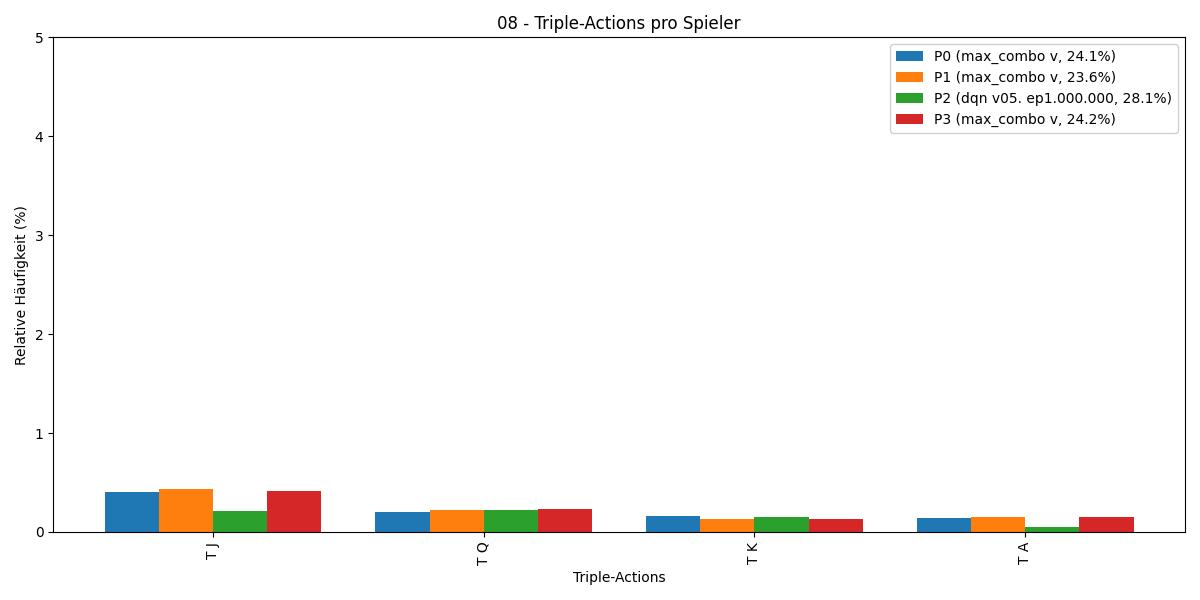 08 - Triple-Actions pro Spieler
P0 (max_combo v, 24.1%)
P1 (max_combo v, 23.6%)
P2 (dqn v05. ep1.000.000, 28.1%)
P3 (max_combo v, 24.2%)
Relative Häufigkeit (%)
5
4
3
2
1
0
T J
T Q
T K
T A
Triple-Actions